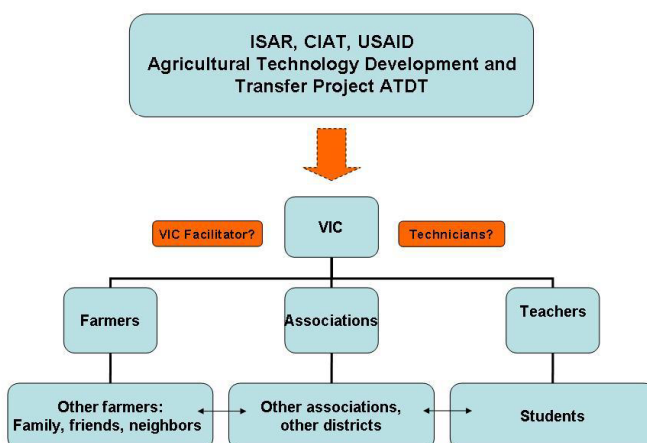 ISAR, CIAT, USAID
Agricultural Technology Development and
Transfer Project ATDT
VIC Facilitator?
VIC
Technicians?
Farmers
Associations
Teachers
Other farmers:
Family, friends, neighbors
Other associations,
other districts
Students